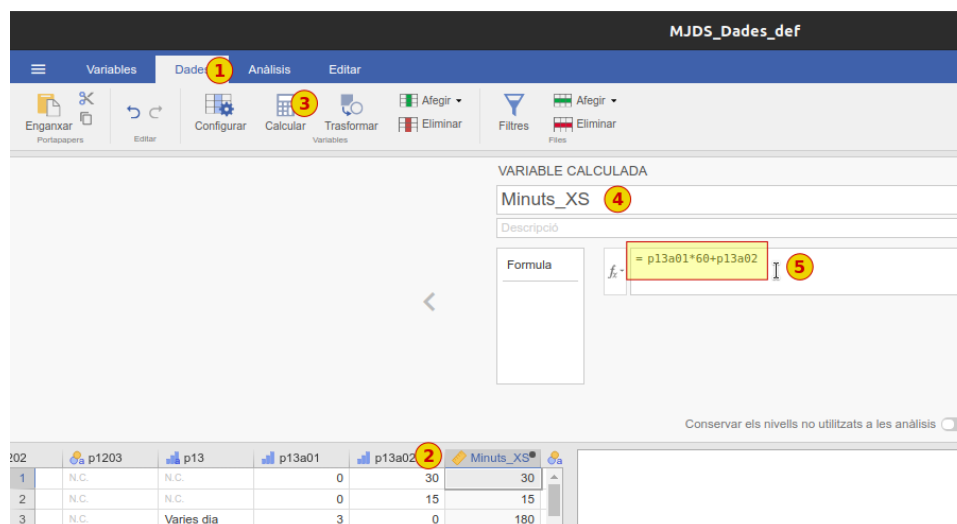 MJDS_Dades_def
Variables Dades 1 Anàlisis Editar
Enganxar Configurar Calcular 3 Trasformar Afegir Eliminar Filtres Afegir Eliminar
Portapapers Editar Variables Files
VARIABLE CALCULADA
Minuts_XS 4
Descripció
Formula fx = p13a01*60+p13a02 5
Conservar els nivells no utilitzats a les anàlisis
202 a p1203 a p13 p13a01 p13a02 2 Minuts_XS a
1 N.C. N.C. 0 30 30
2 N.C. N.C. 0 15 15
3 N.C. Varies dia 3 0 180